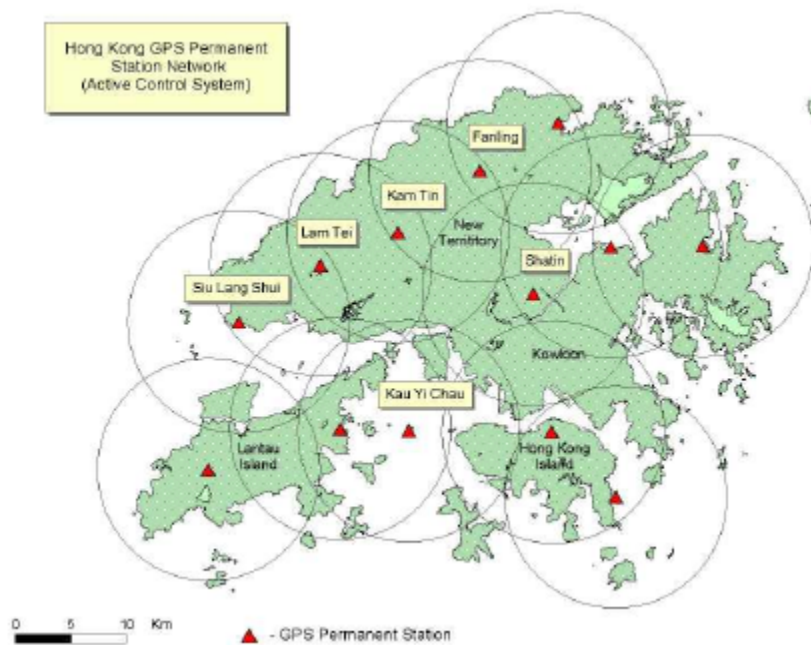 Hong Kong GPS Permanent
Station Network
(Active Control System)
Fanling
Kam Tin
New
Territitory
Lam Tei
Shatin
Siu Lang Shui
Kowloon
Kau Yi Chau
Lantau
Island
Hong Kong
Island
0 5 10 Km
- GPS Permanent Station